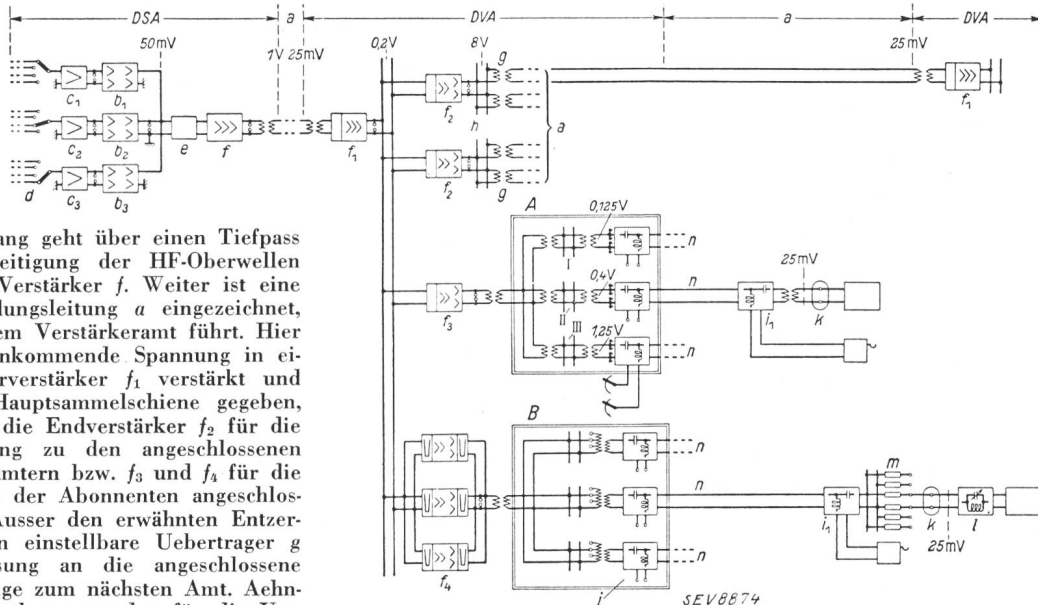 DSA a DVA a DVA
50mV 1V 25mV 0,2V 8V 25mV
g
c₁ b₁ f₂ h a f₁
c₂ b₂ e f f₁
f₂
d c₃ b₃ g
A
0,125V n
I
0,4V n 25mV
f₃ II III i₁ k
1,25V n
B
n
n m
i₁ k l
25mV
n
f₄
j SEV8874
ang geht über einen Tiefpass
eitigung der HF-Oberwellen
Verstärker f. Weiter ist eine
dungsleitung a eingezeichnet,
em Verstärkeramt führt. Hier
nkommende Spannung in ei-
rverstärker f₁ verstärkt und
Hauptsammelschiene gegeben,
die Endverstärker f₂ für die
ng zu den angeschlossenen
ämtern bzw. f₃ und f₄ für die
der Abonnenten angeschlos-
Ausser den erwähnten Entzer-
n einstellbare Uebertrager g
sung an die angeschlossene
ge zum nächsten Amt. Aehn-